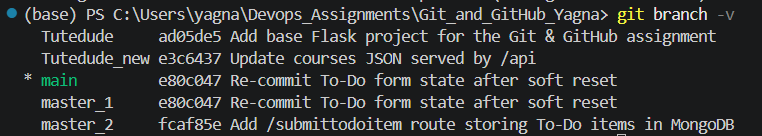 (base) PS C:\Users\yagna\Devops_Assignments\Git_and_GitHub_Yagna> git branch -v
  Tutedude     ad05de5 Add base Flask project for the Git & GitHub assignment
  Tutedude_new e3c6437 Update courses JSON served by /api
* main         e80c047 Re-commit To-Do form state after soft reset
  master_1     e80c047 Re-commit To-Do form state after soft reset
  master_2     fcaf85e Add /submittodoitem route storing To-Do items in MongoDB